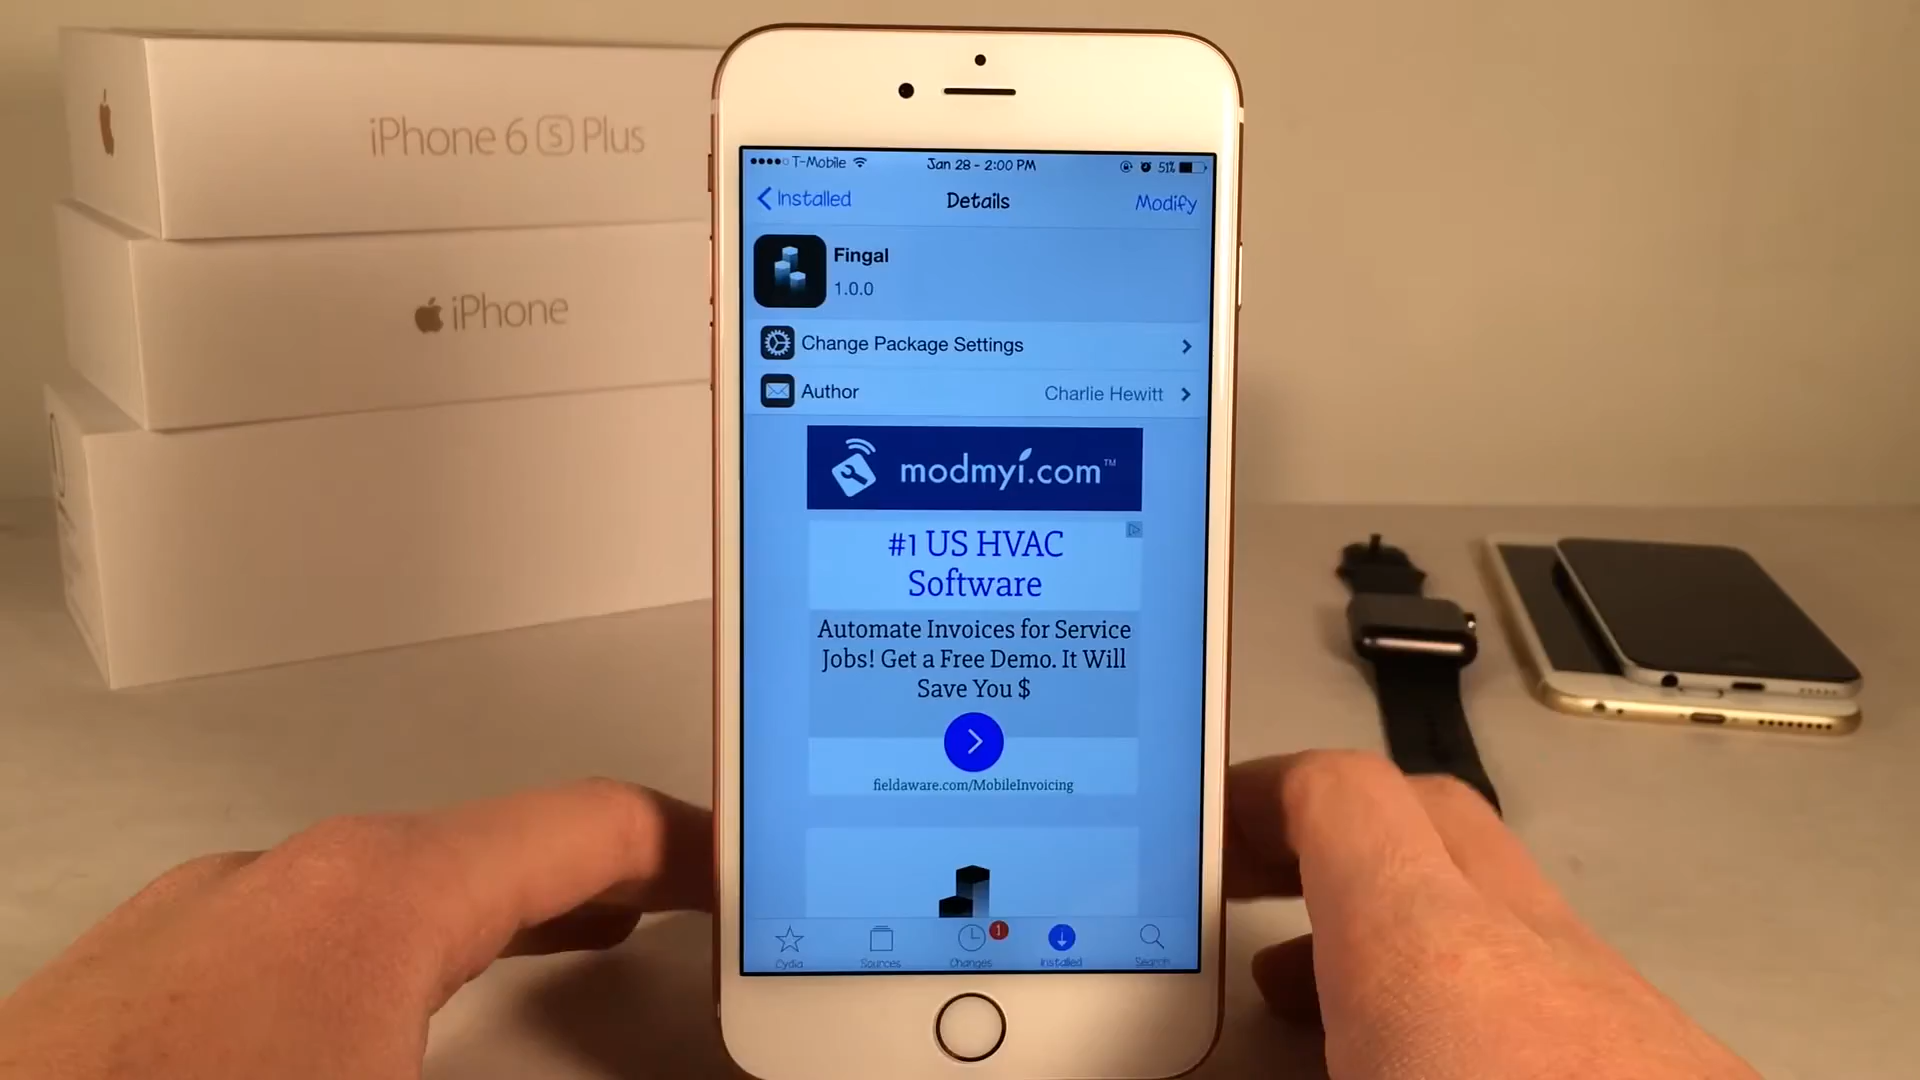 iPhone 6 S Plus
iPhone
T-Mobile
Jan 28 - 2:00 PM
51%
Installed
Details
Modify
Fingal
1.0.0
Change Package Settings
Author
Charlie Hewitt
modmyi.com™
#1 US HVAC
Software
Automate Invoices for Service
Jobs! Get a Free Demo. It Will
Save You $
fieldaware.com/MobileInvoicing
Cydia
Sources
Changes
1
Installed
Search